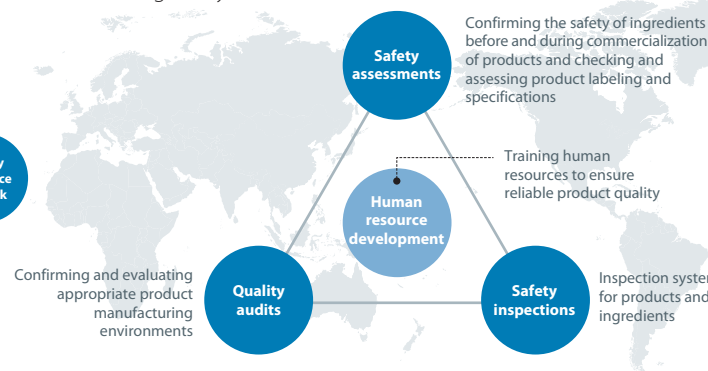 Confirming the safety of ingredients
before and during commercialization
of products and checking and
assessing product labeling and
specifications
Safety
assessments
Training human
resources to ensure
reliable product quality
Human
resource
development
Confirming and evaluating
appropriate product
manufacturing
environments
Quality
audits
Safety
inspections
Inspection
for products and
ingredients